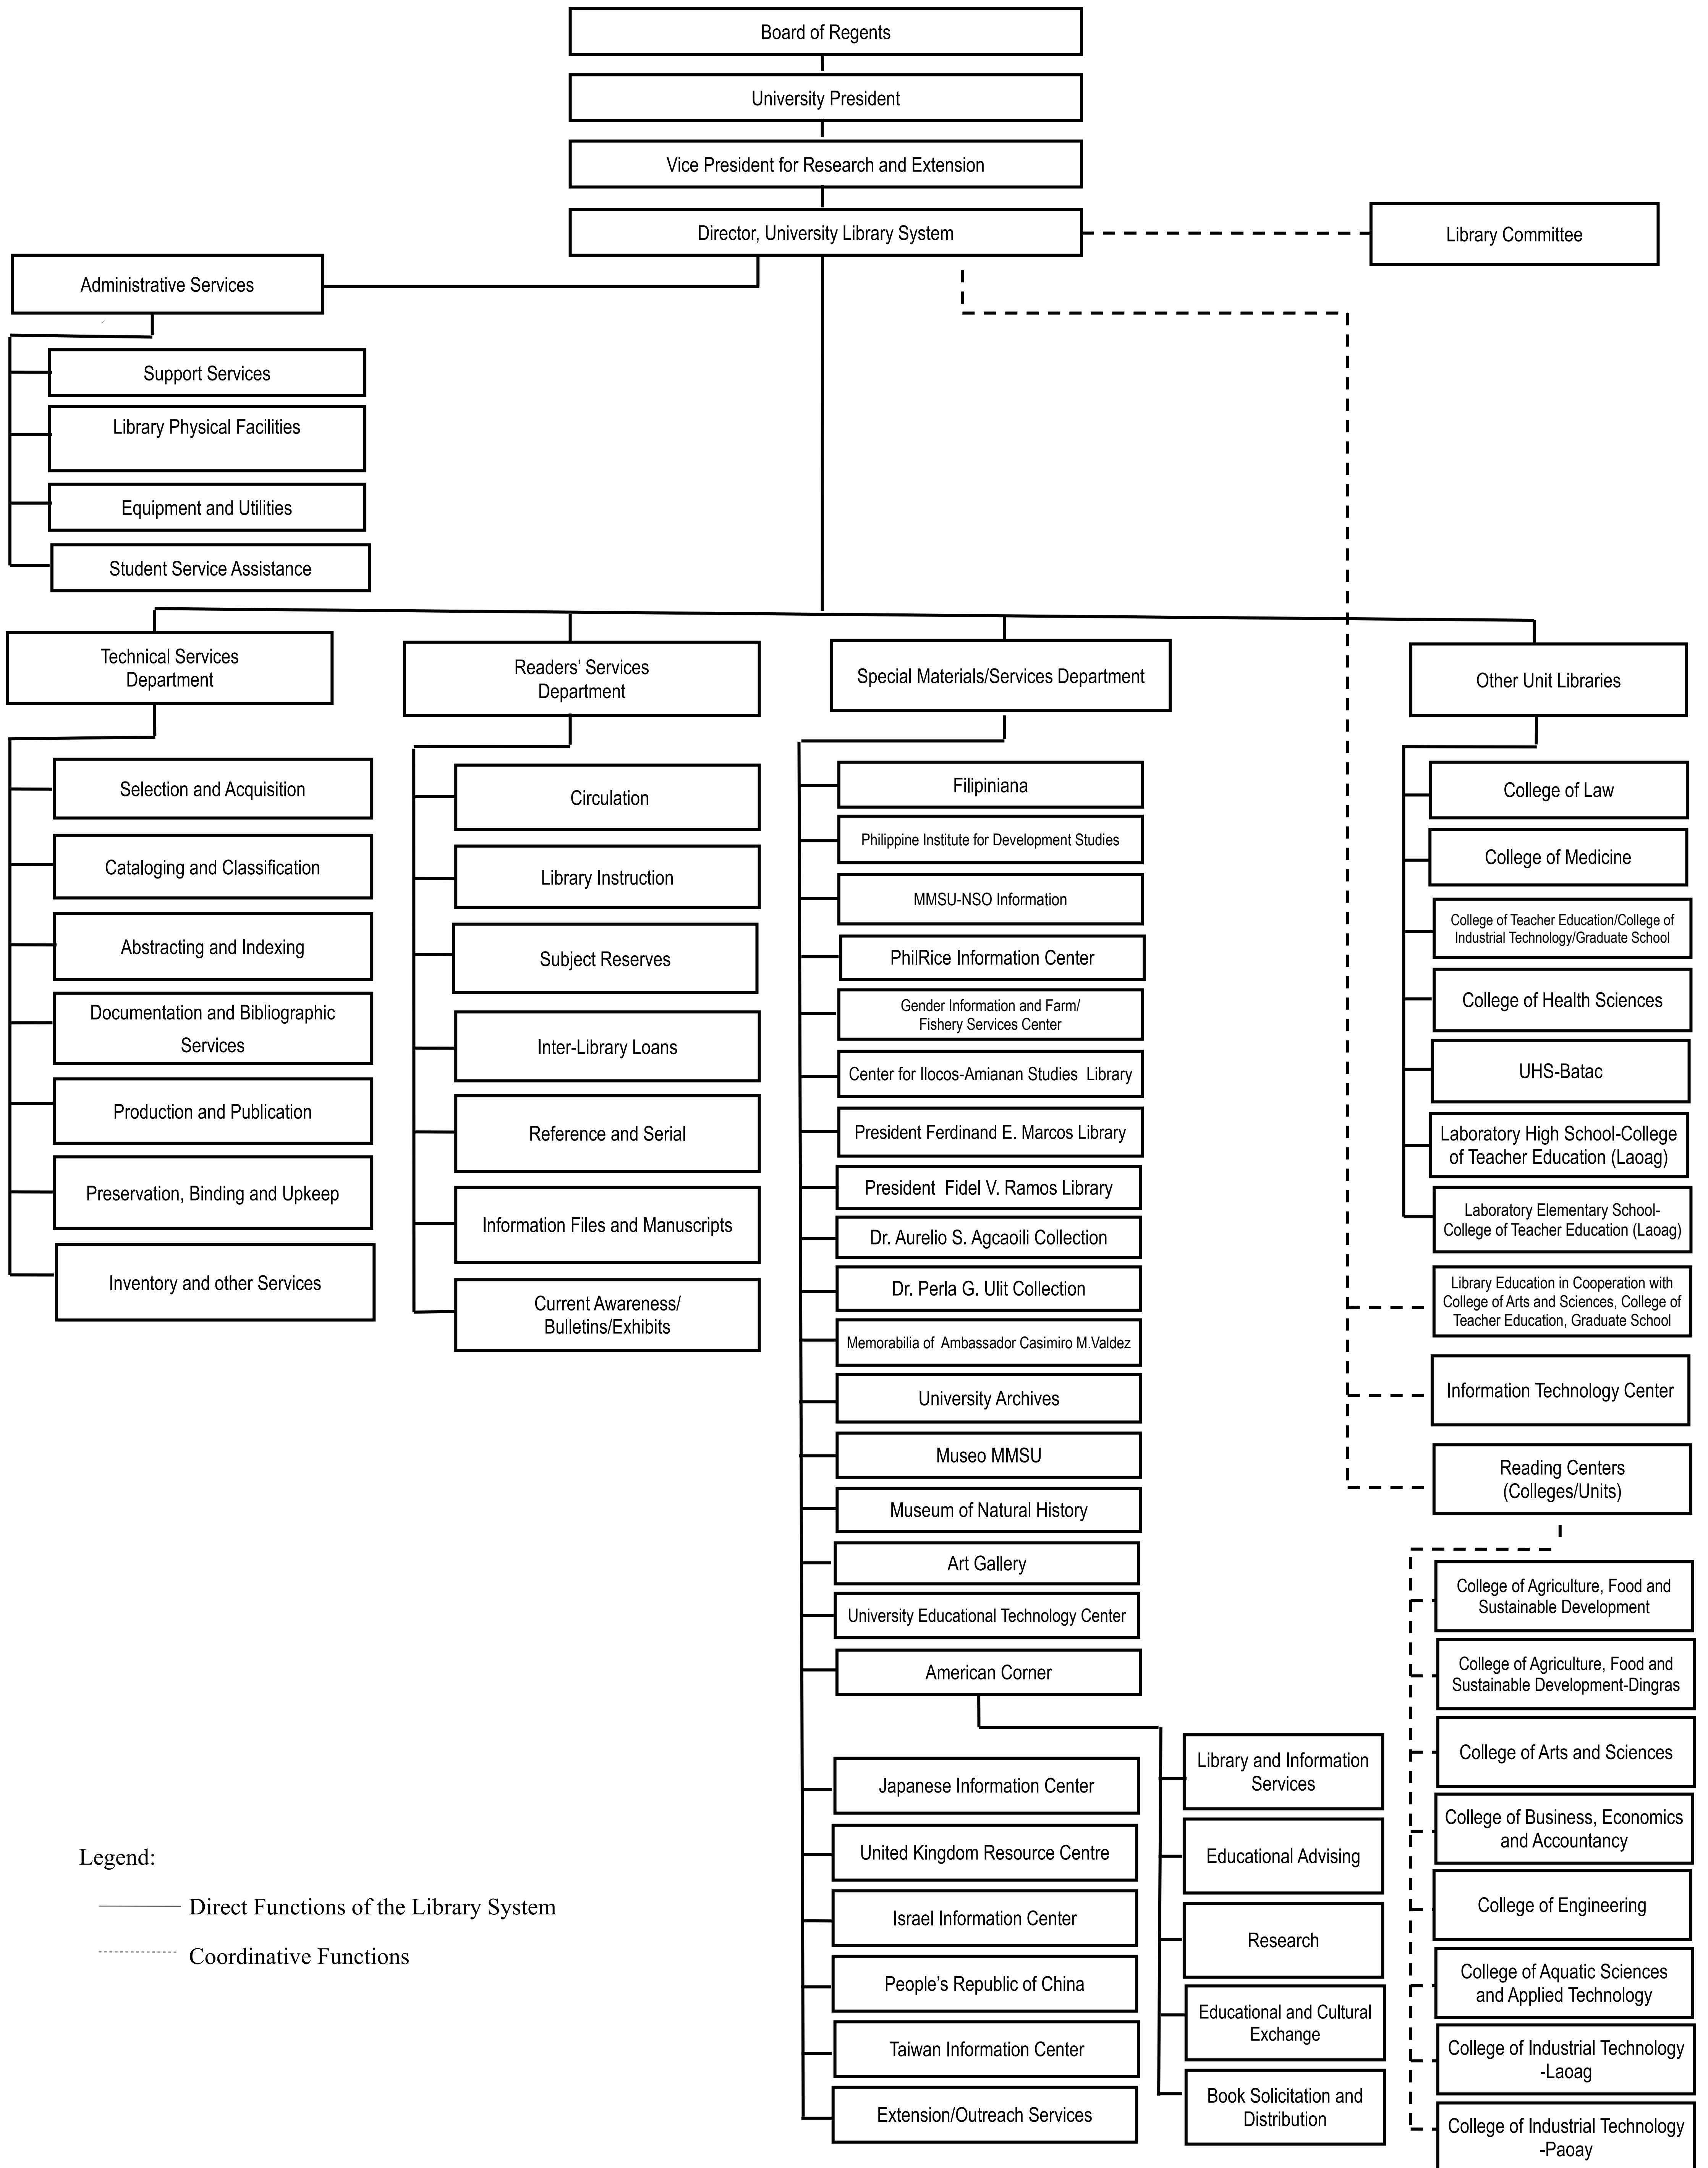 Board of Regents
University President
Vice President for Research and Extension
Director, University Library System
Library Committee
Administrative Services
Support Services
Library Physical Facilities
Equipment and Utilities
Student Service Assistance
Technical Services
Department
Selection and Acquisition
Cataloging and Classification
Abstracting and Indexing
Documentation and Bibliographic
Services
Production and Publication
Preservation, Binding and Upkeep
Inventory and other Services
Readers’ Services
Department
Circulation
Library Instruction
Subject Reserves
Inter-Library Loans
Reference and Serial
Information Files and Manuscripts
Current Awareness/
Bulletins/Exhibits
Special Materials/Services Department
Filipiniana
Philippine Institute for Development Studies
MMSU-NSO Information
PhilRice Information Center
Gender Information and Farm/
Fishery Services Center
Center for Ilocos-Amianan Studies Library
President Ferdinand E. Marcos Library
President Fidel V. Ramos Library
Dr. Aurelio S. Agcaoili Collection
Dr. Perla G. Ulit Collection
Memorabilia of Ambassador Casimiro M.Valdez
University Archives
Museo MMSU
Museum of Natural History
Art Gallery
University Educational Technology Center
American Corner
Library and Information
Services
Educational Advising
Research
Educational and Cultural
Exchange
Book Solicitation and
Distribution
Japanese Information Center
United Kingdom Resource Centre
Israel Information Center
People’s Republic of China
Taiwan Information Center
Extension/Outreach Services
Other Unit Libraries
College of Law
College of Medicine
College of Teacher Education/College of
Industrial Technology/Graduate School
College of Health Sciences
UHS-Batac
Laboratory High School-College
of Teacher Education (Laoag)
Laboratory Elementary School-
College of Teacher Education (Laoag)
Library Education in Cooperation with
College of Arts and Sciences, College of
Teacher Education, Graduate School
Information Technology Center
Reading Centers
(Colleges/Units)
College of Agriculture, Food and
Sustainable Development
College of Agriculture, Food and
Sustainable Development-Dingras
College of Arts and Sciences
College of Business, Economics
and Accountancy
College of Engineering
College of Aquatic Sciences
and Applied Technology
College of Industrial Technology
-Laoag
College of Industrial Technology
-Paoay
Legend:
Direct Functions of the Library System
Coordinative Functions